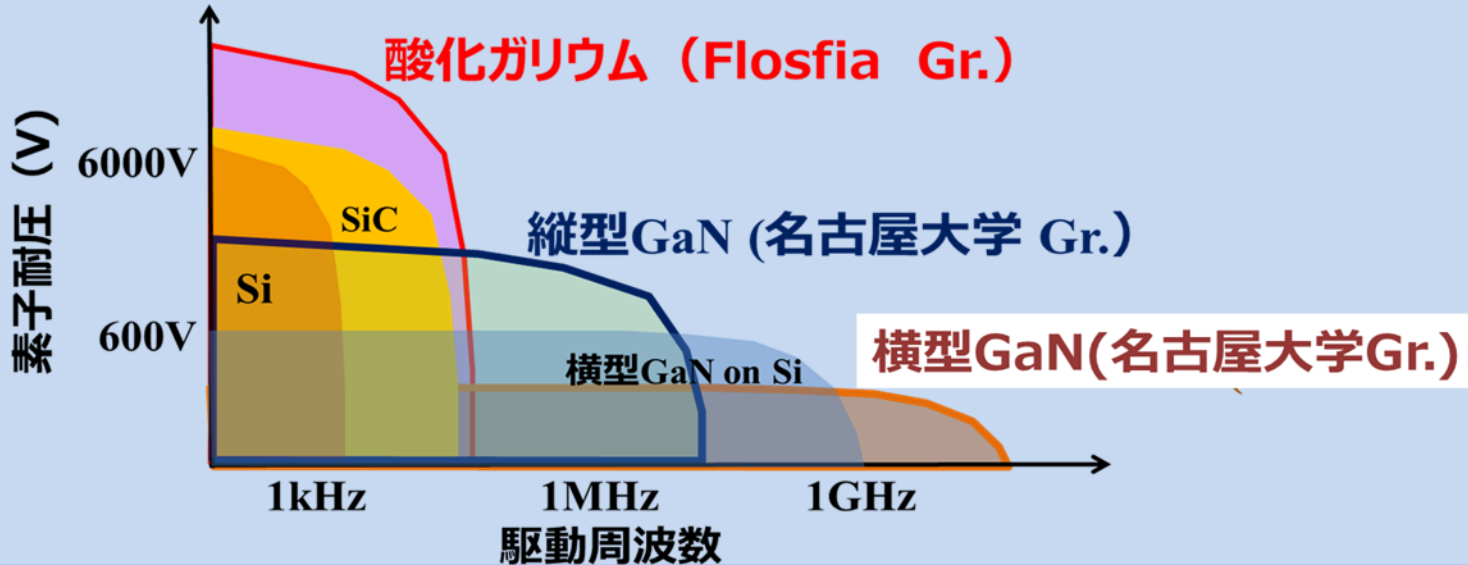 酸化ガリウム（Flosfia Gr.）
素子耐圧（V）
6000V
SiC
縦型GaN (名古屋大学 Gr.）
Si
600V
横型GaN(名古屋大学Gr.)
横型GaN on Si
1kHz
1MHz
1GHz
駆動周波数